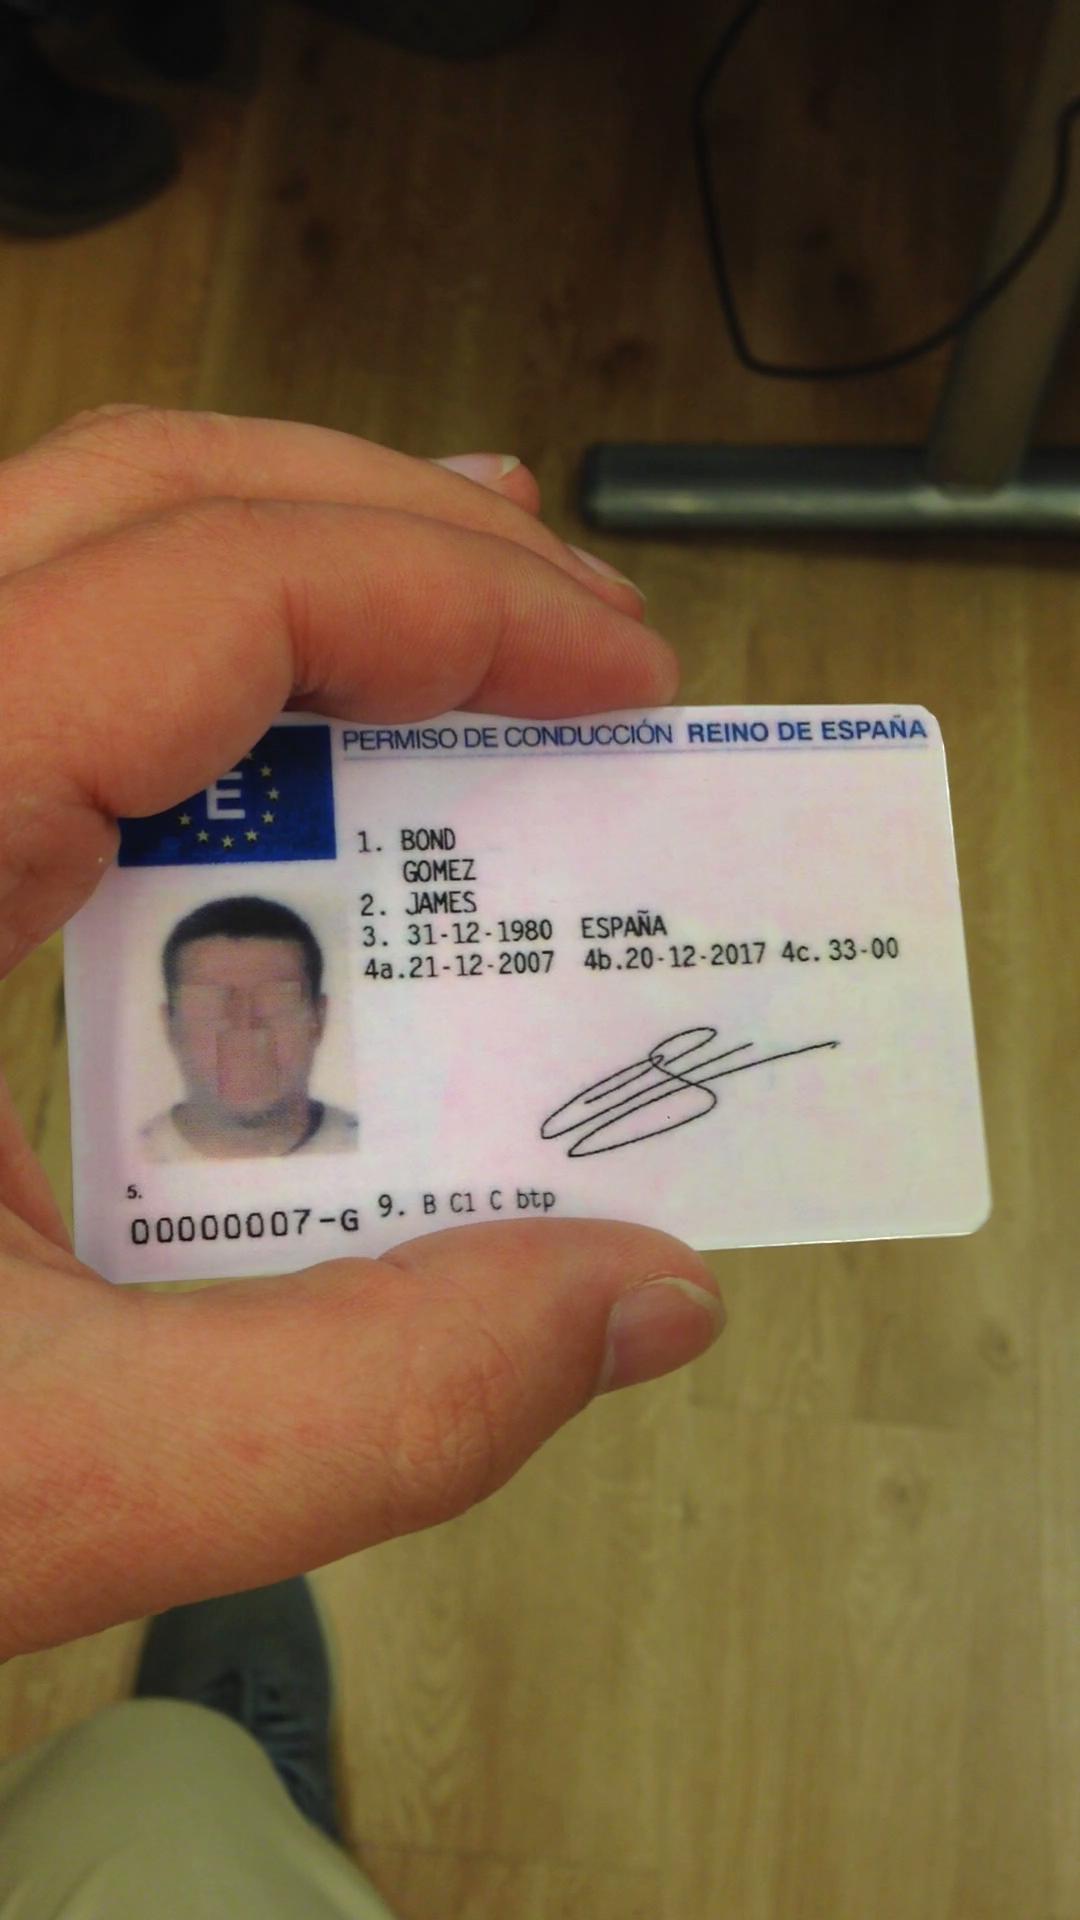 E
PERMISO DE CONDUCCIÓN REINO DE ESPAÑA
1. BOND
GOMEZ
2. JAMES
3. 31-12-1980 ESPAÑA
4a.21-12-2007 4b.20-12-2017 4c.33-00
5.
00000007-G 9. B C1 C btp